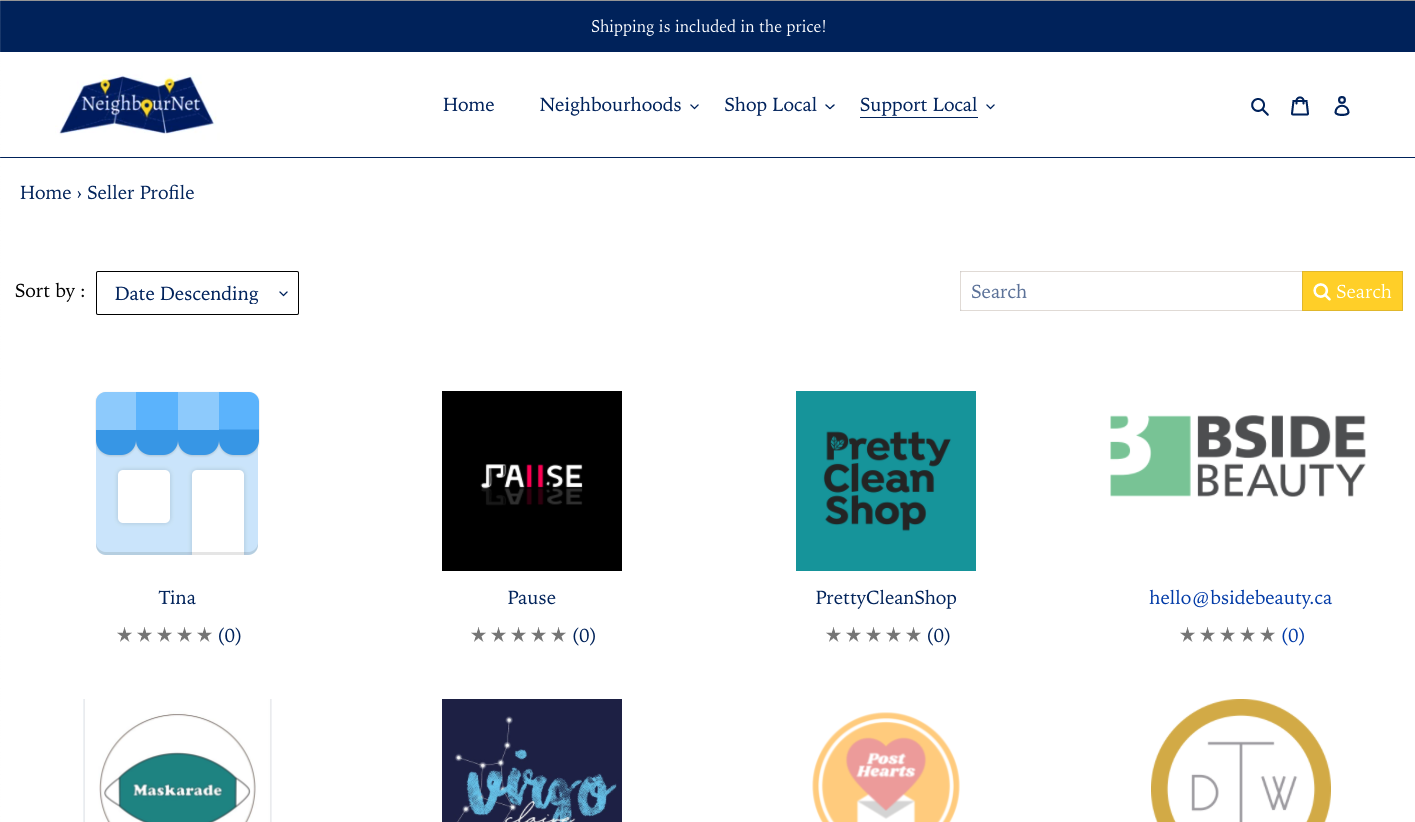 Shipping is included in the price!
NeighbourNet
Home
Neighbourhoods
Shop Local
Support Local
Home › Seller Profile
Sort by :
Date Descending
Search
Search
PAUSE
Pretty
Clean
Shop
BSIDE
BEAUTY
Tina
Pause
PrettyCleanShop
hello@bsidebeauty.ca
★★★★★ (0)
★★★★★ (0)
★★★★★ (0)
★★★★★ (0)
Maskarade
virgo
claire
Post
Hearts
DTW